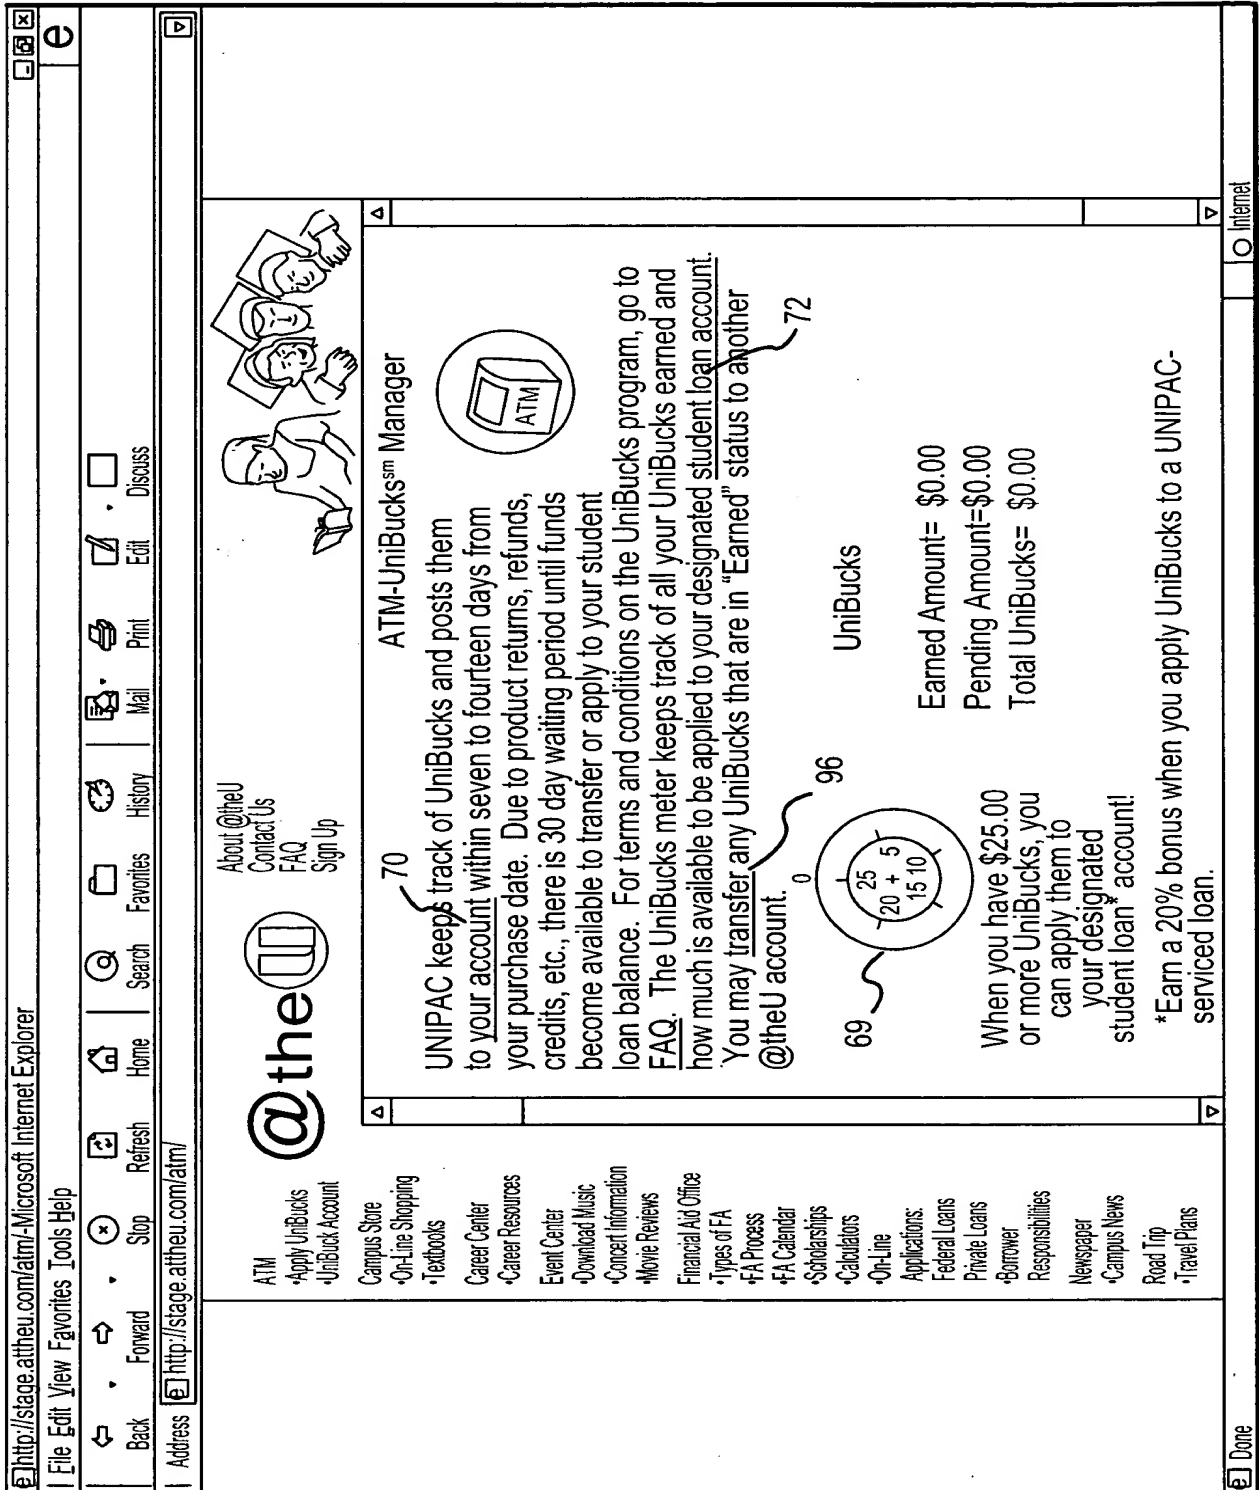 http://stage.attheu.com/atm/-Microsoft Internet Explorer
e
File Edit View Favorites Tools Help
Back Forward Stop Refresh Home Search Favorites History Mail Print Edit Discuss
Address http://stage.attheu.com/atm/
@the U
About @theU
Contact Us
FAQ
Sign Up
ATM
•Apply UniBucks
•UniBuck Account
Campus Store
•On-Line Shopping
•Textbooks
Career Center
•Career Resources
Event Center
•Download Music
•Concert Information
•Movie Reviews
Financial Aid Office
•Types of FA
•FA Process
•FA Calendar
•Scholarships
•Calculators
•On-Line
Applications:
Federal Loans
Private Loans
•Borrower
Responsibilities
Newspaper
•Campus News
Road Trip
•Travel Plans
70
ATM-UniBucks℠ Manager
UNIPAC keeps track of UniBucks and posts them
to your account within seven to fourteen days from
your purchase date. Due to product returns, refunds,
credits, etc., there is 30 day waiting period until funds
become available to transfer or apply to your student
loan balance. For terms and conditions on the UniBucks program, go to
FAQ. The UniBucks meter keeps track of all your UniBucks earned and
how much is available to be applied to your designated student loan account.
You may transfer any UniBucks that are in "Earned" status to another
@theU account.
ATM
72
96
69
0
25
20 + 5
15 10
UniBucks
Earned Amount= $0.00
Pending Amount=$0.00
Total UniBucks= $0.00
When you have $25.00
or more UniBucks, you
can apply them to
your designated
student loan* account!
*Earn a 20% bonus when you apply UniBucks to a UNIPAC-
serviced loan.
Done
Internet